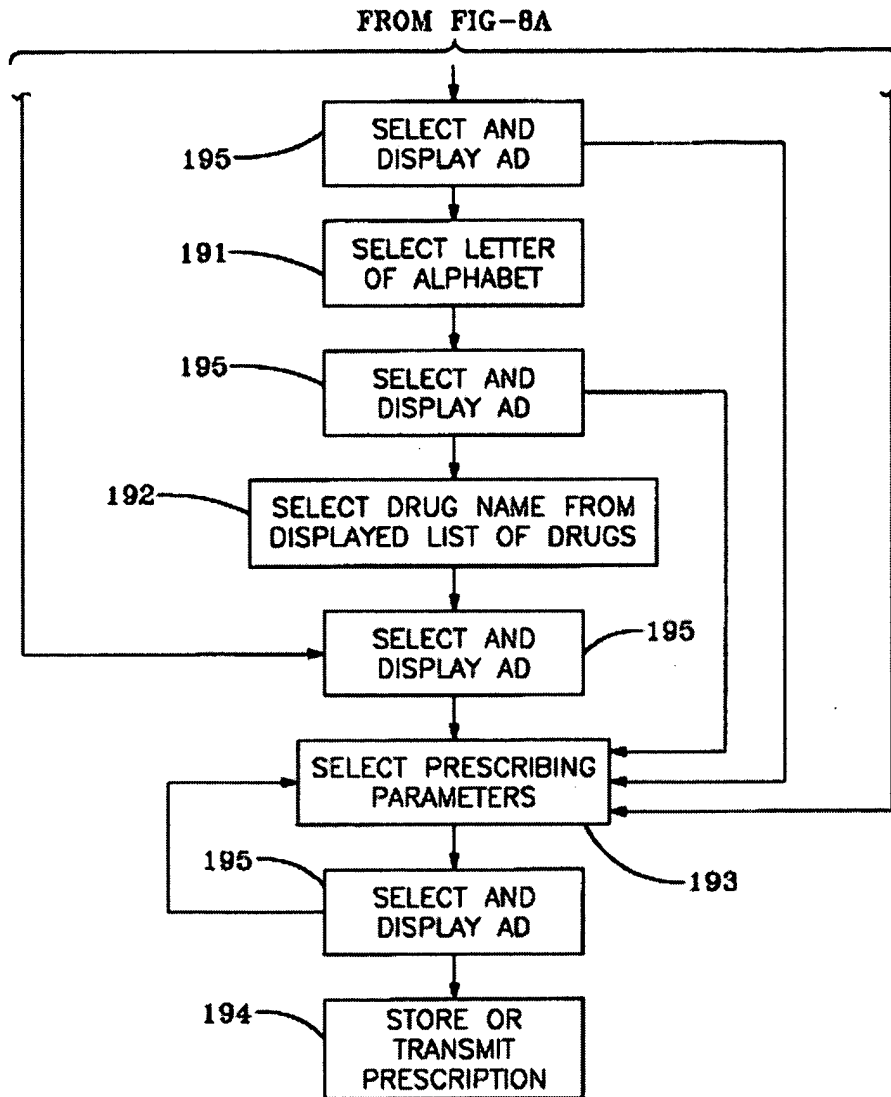 FROM FIG-8A
195
SELECT AND
DISPLAY AD
191
SELECT LETTER
OF ALPHABET
195
SELECT AND
DISPLAY AD
192
SELECT DRUG NAME FROM
DISPLAYED LIST OF DRUGS
SELECT AND
DISPLAY AD
195
SELECT PRESCRIBING
PARAMETERS
193
195
SELECT AND
DISPLAY AD
194
STORE OR
TRANSMIT
PRESCRIPTION